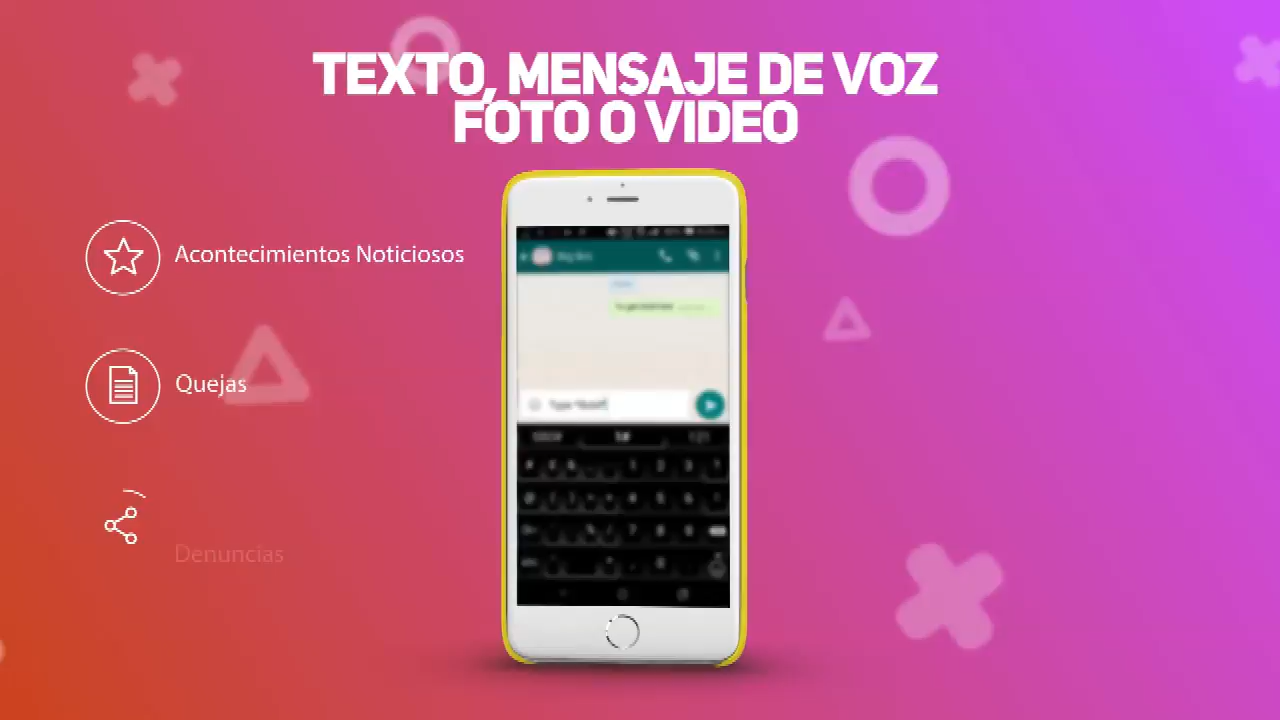 TEXTO, MENSAJE DE VOZ
FOTO O VIDEO
Acontecimientos Noticiosos
Quejas
Denuncias